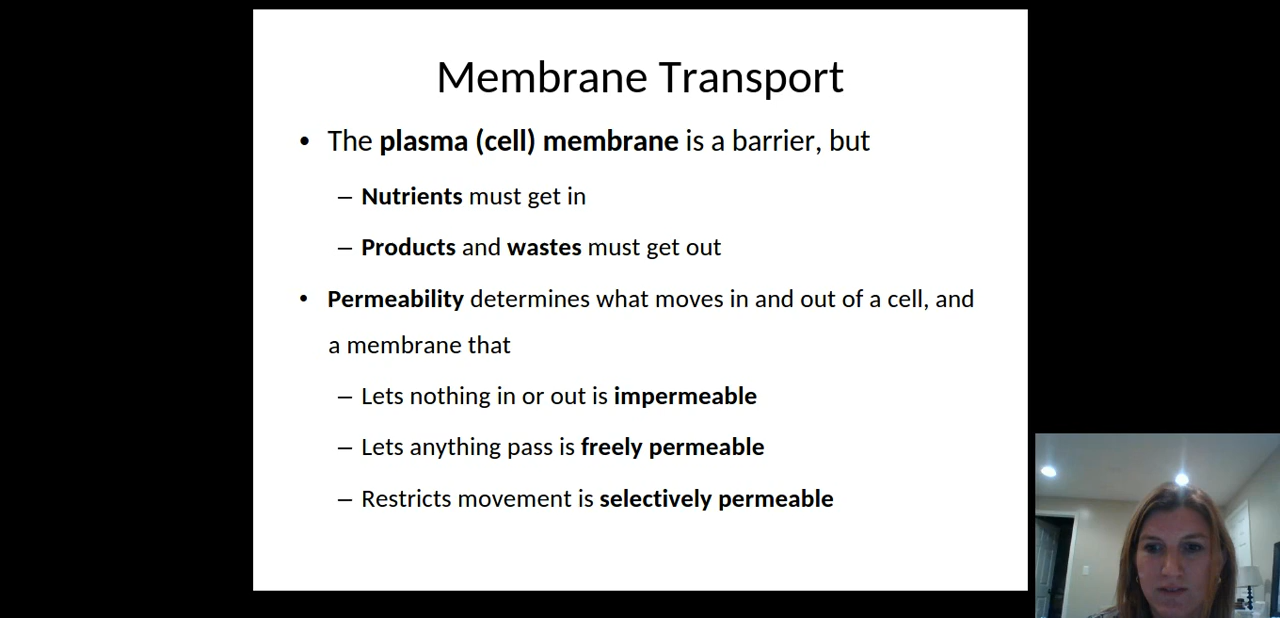 Membrane Transport
• The plasma (cell) membrane is a barrier, but
– Nutrients must get in
– Products and wastes must get out
• Permeability determines what moves in and out of a cell, and
a membrane that
– Lets nothing in or out is impermeable
– Lets anything pass is freely permeable
– Restricts movement is selectively permeable